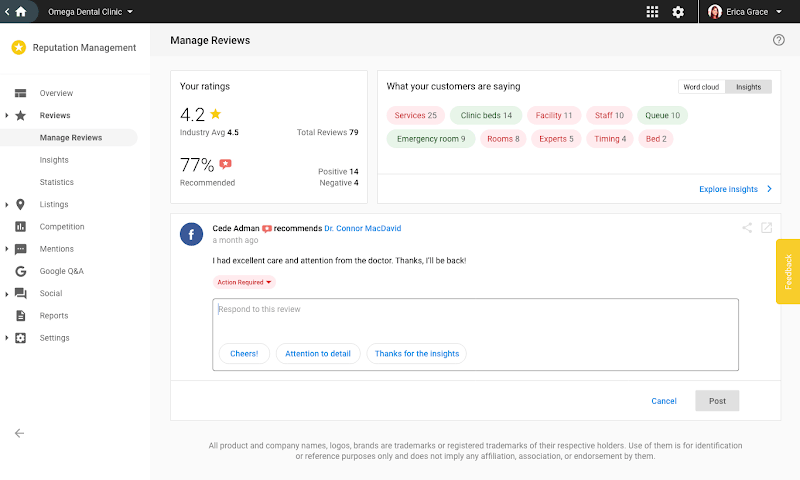 Omega Dental Clinic
Erica Grace
Reputation Management
Manage Reviews
Overview
Reviews
Manage Reviews
Insights
Statistics
Listings
Competition
Mentions
Google Q&A
Social
Reports
Settings
Your ratings
4.2
Industry Avg 4.5
Total Reviews 79
77%
Recommended
Positive 14
Negative 4
What your customers are saying
Word cloud
Insights
Services 25
Clinic beds 14
Facility 11
Staff 10
Queue 10
Emergency room 9
Rooms 8
Experts 5
Timing 4
Bed 2
Explore insights
Cede Adman recommends Dr. Connor MacDavid
a month ago
I had excellent care and attention from the doctor. Thanks, I'll be back!
Action Required
Respond to this review
Cheers!
Attention to detail
Thanks for the insights
Cancel
Post
Feedback
All product and company names, logos, brands are trademarks or registered trademarks of their respective holders. Use of them is for identification
or reference purposes only and does not imply any affiliation, association, or endorsement by them.